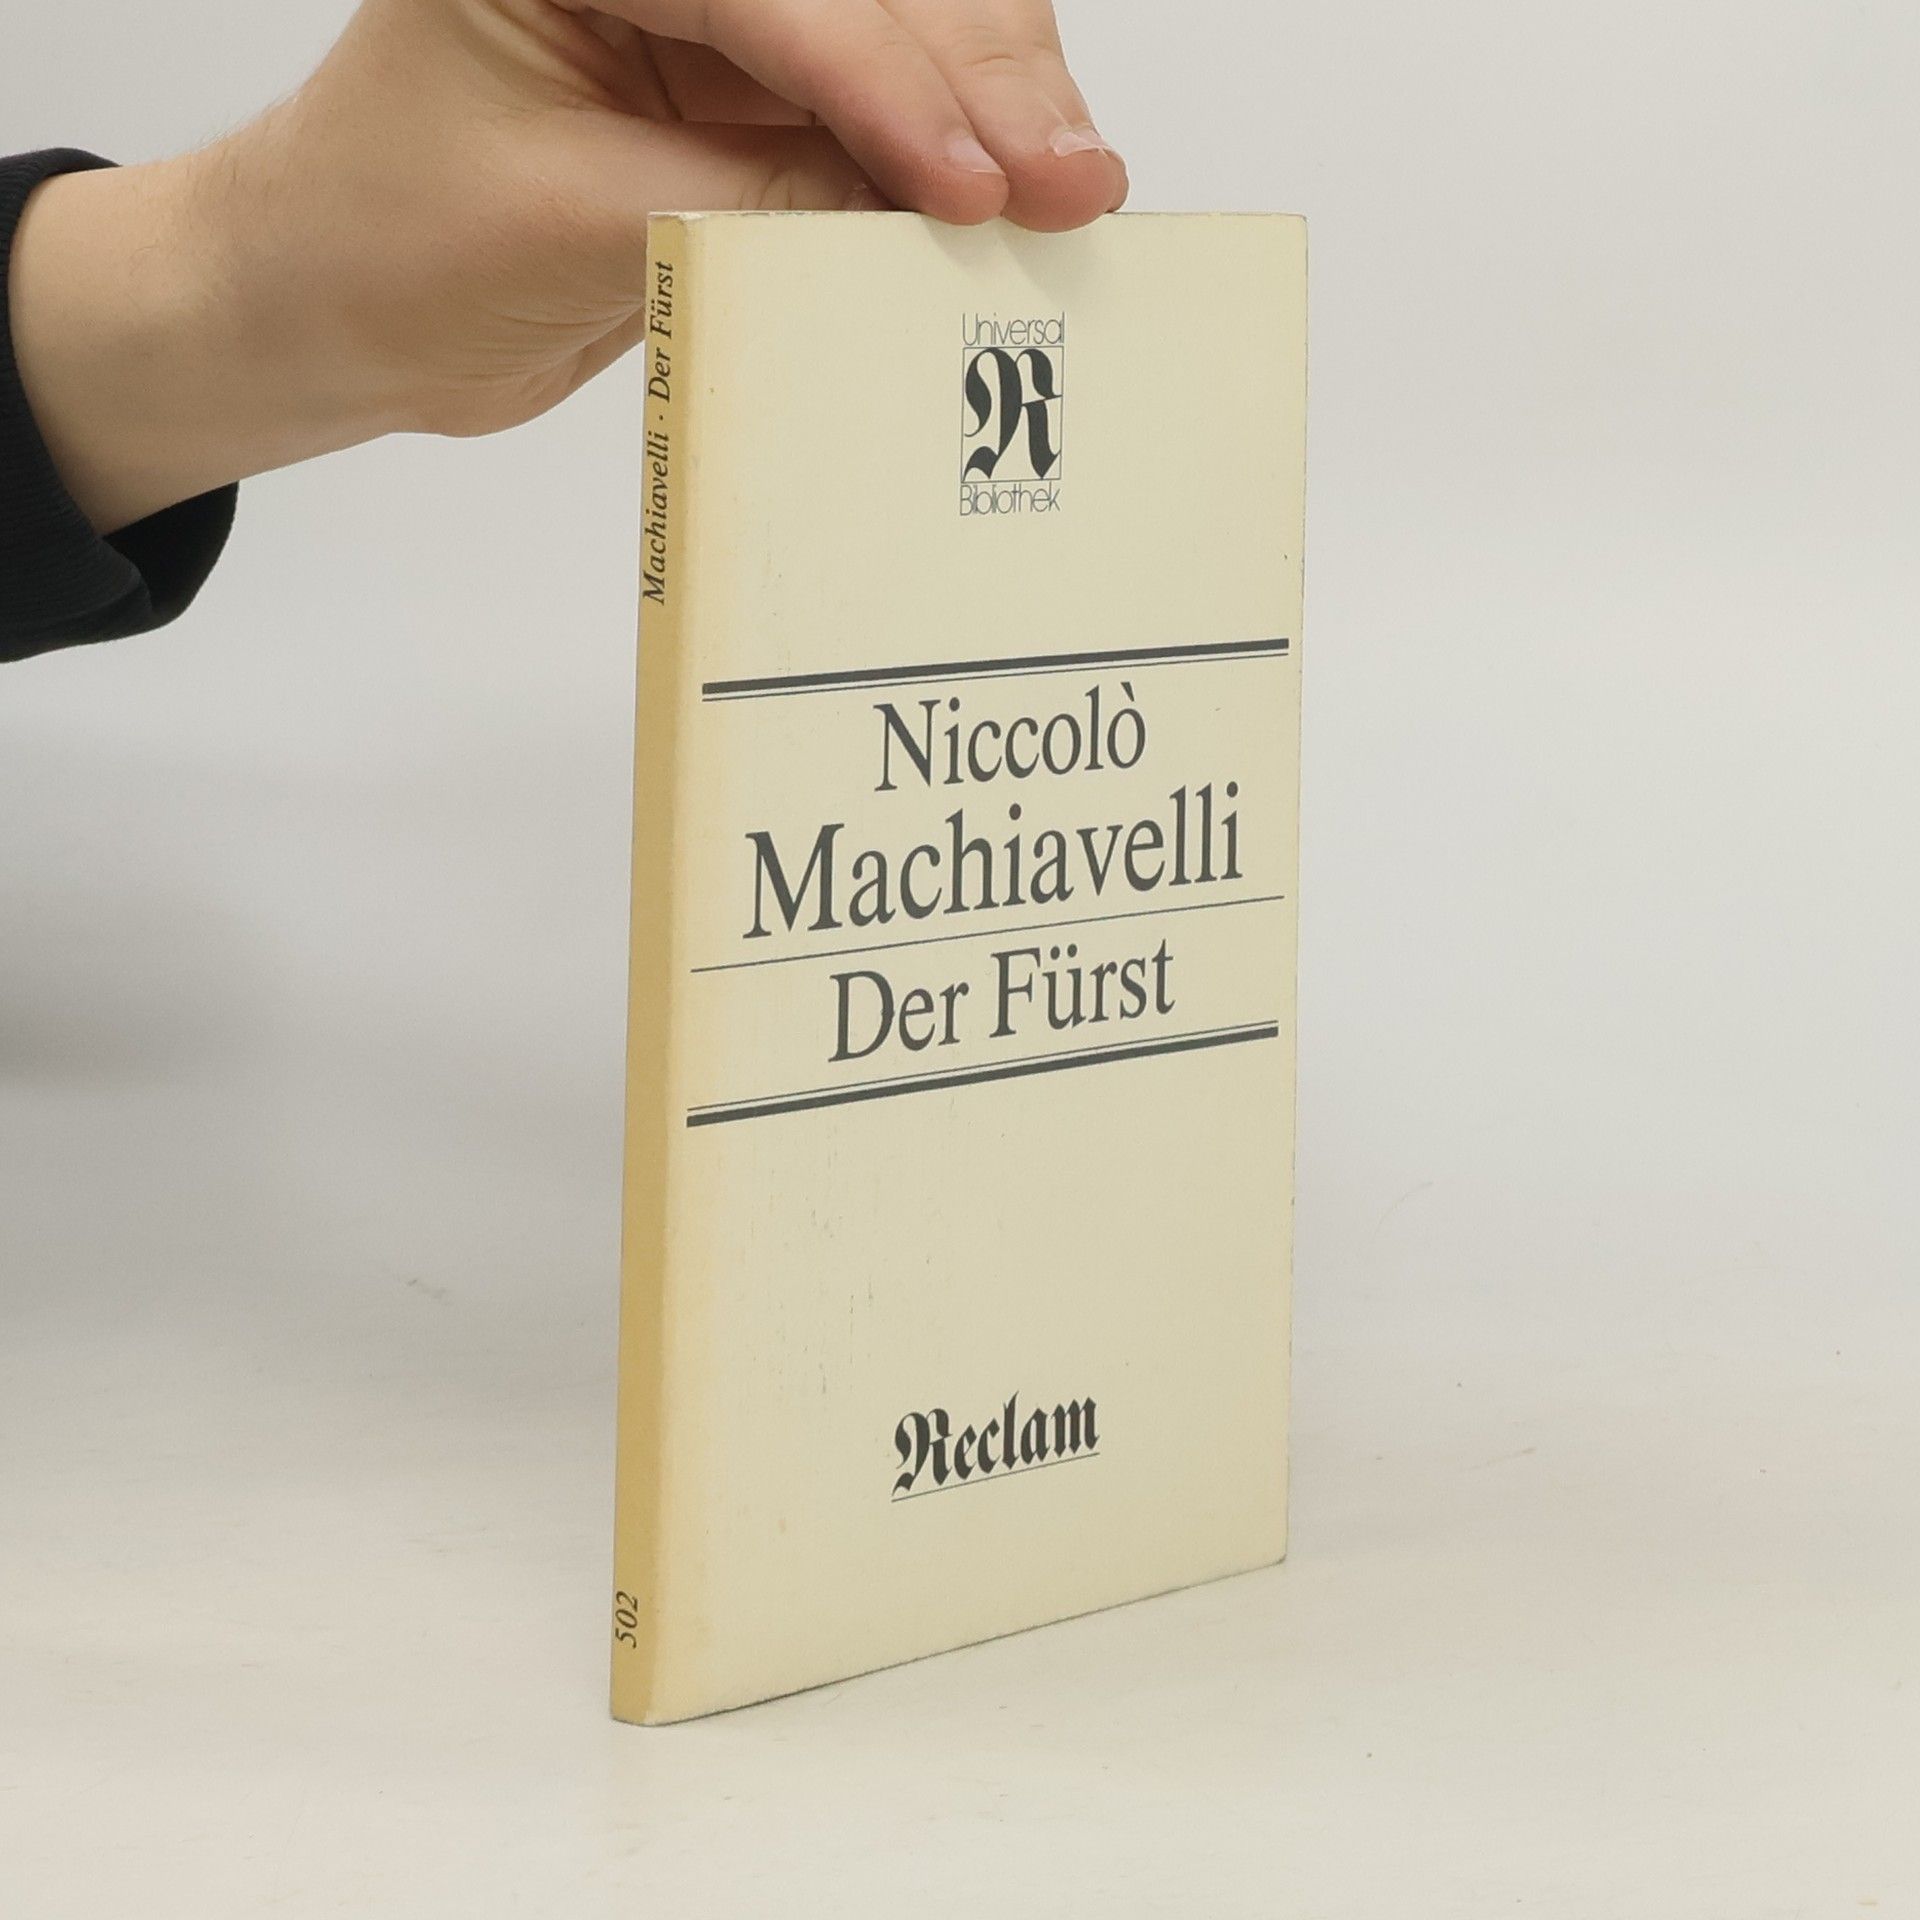 Machiavelli · Der Fürst
502
Universal
R
Bibliothek
Niccolò
Machiavelli
Der Fürst
Reclam